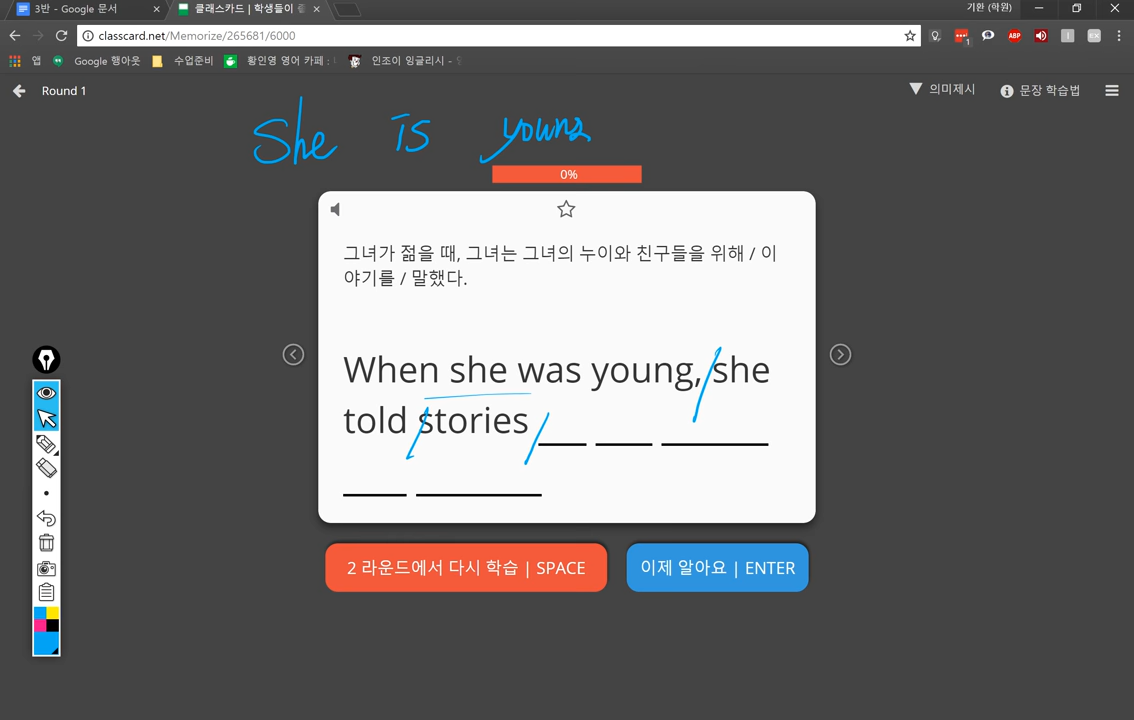 3반 - Google 문서
클래스카드 | 학생들이
기환 (학원)
classcard.net/Memorize/265681/6000
ABP
1
앱
Google 행아웃
수업준비
황인영 영어 카페 :
인조이 잉글리시 -
Round 1
의미제시
문장 학습법
She is young
0%
그녀가 젊을 때, 그녀는 그녀의 누이와 친구들을 위해 / 이
야기를 / 말했다.
When she was young, she
told stories
2 라운드에서 다시 학습 | SPACE
이제 알아요 | ENTER